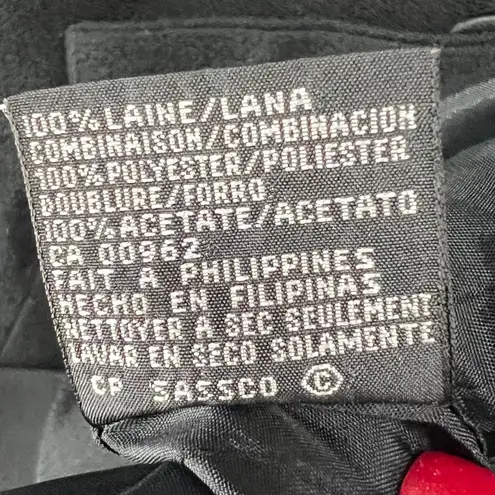 100% LAINE/LANA
COMBINAISON/COMBINACION
100% POLYESTER/POLIESTER
DOUBLURE/FORRO
100% ACETATE/ACETATO
CA 00962
FAIT A PHILIPPINES
HECHO EN FILIPINAS
NETTOYER A SEC SEULEMENT
LAVAR EN SECO SOLAMENTE
CP SASSCO ©